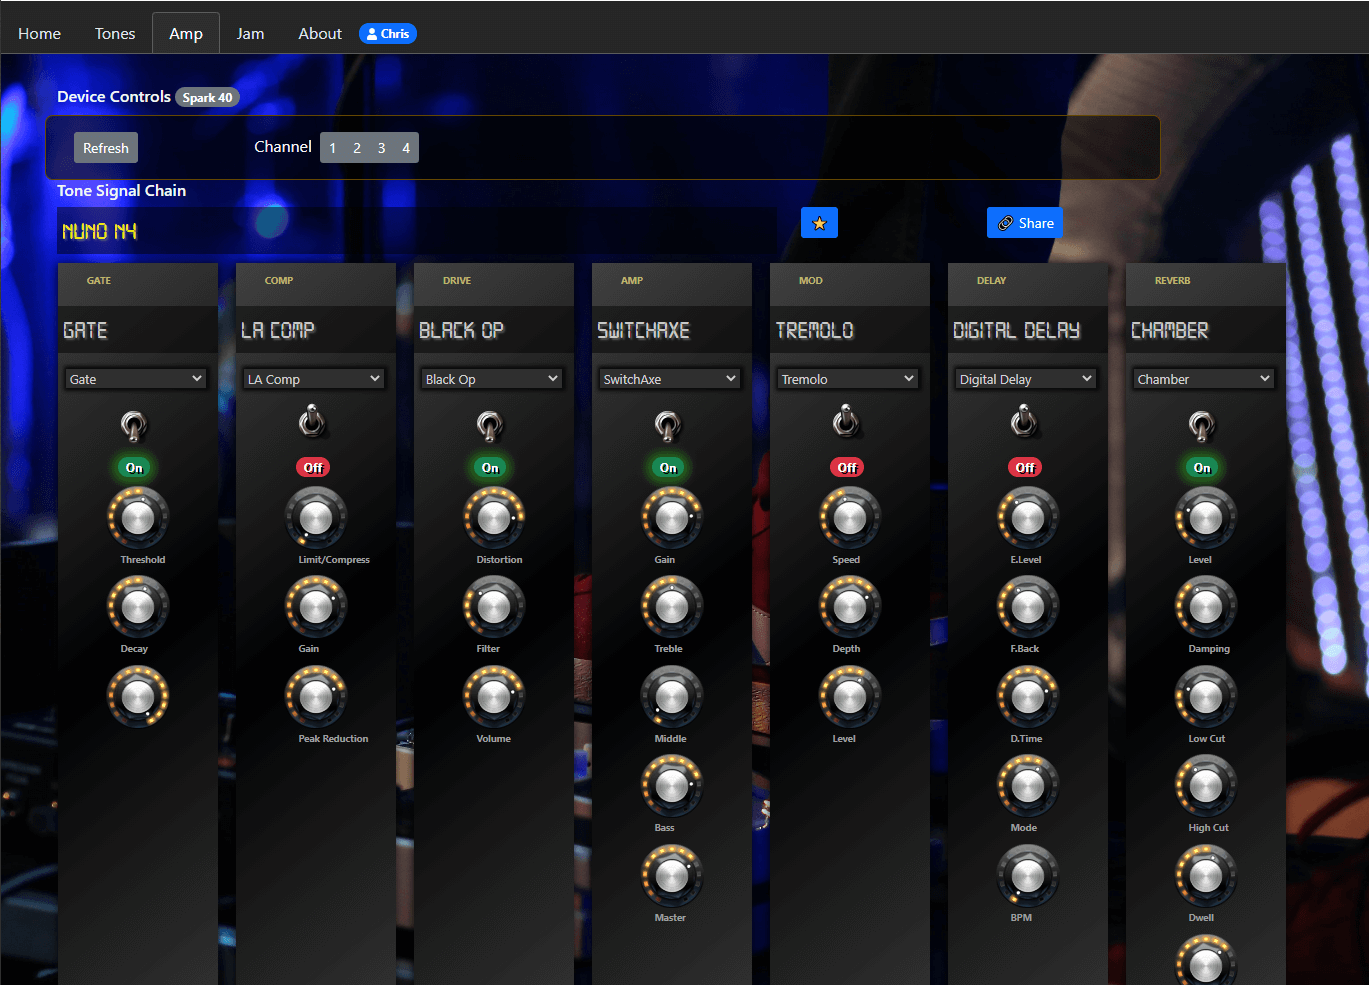 Home Tones Amp Jam About Chris
Device Controls Spark 40
Refresh Channel 1 2 3 4
Tone Signal Chain
NUNO N4 Share
GATE COMP DRIVE AMP MOD DELAY REVERB
GATE LA COMP BLACK OP SWITCHAXE TREMOLO DIGITAL DELAY CHAMBER
Gate LA Comp Black Op SwitchAxe Tremolo Digital Delay Chamber
On Off On On Off Off On
Threshold Limit/Compress Distortion Gain Speed E.Level Level
Decay Gain Filter Treble Depth F.Back Damping
Peak Reduction Volume Middle Level D.Time Low Cut
Bass Mode High Cut
Master BPM Dwell